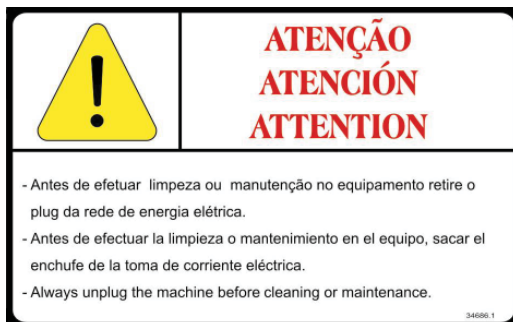 ATENÇÃO
ATENCIÓN
ATTENTION
- Antes de efetuar limpeza ou manutenção no equipamento retire o
plug da rede de energia elétrica.
- Antes de efectuar la limpieza o mantenimiento en el equipo, sacar el
enchufe de la toma de corriente eléctrica.
- Always unplug the machine before cleaning or maintenance.
34686.1